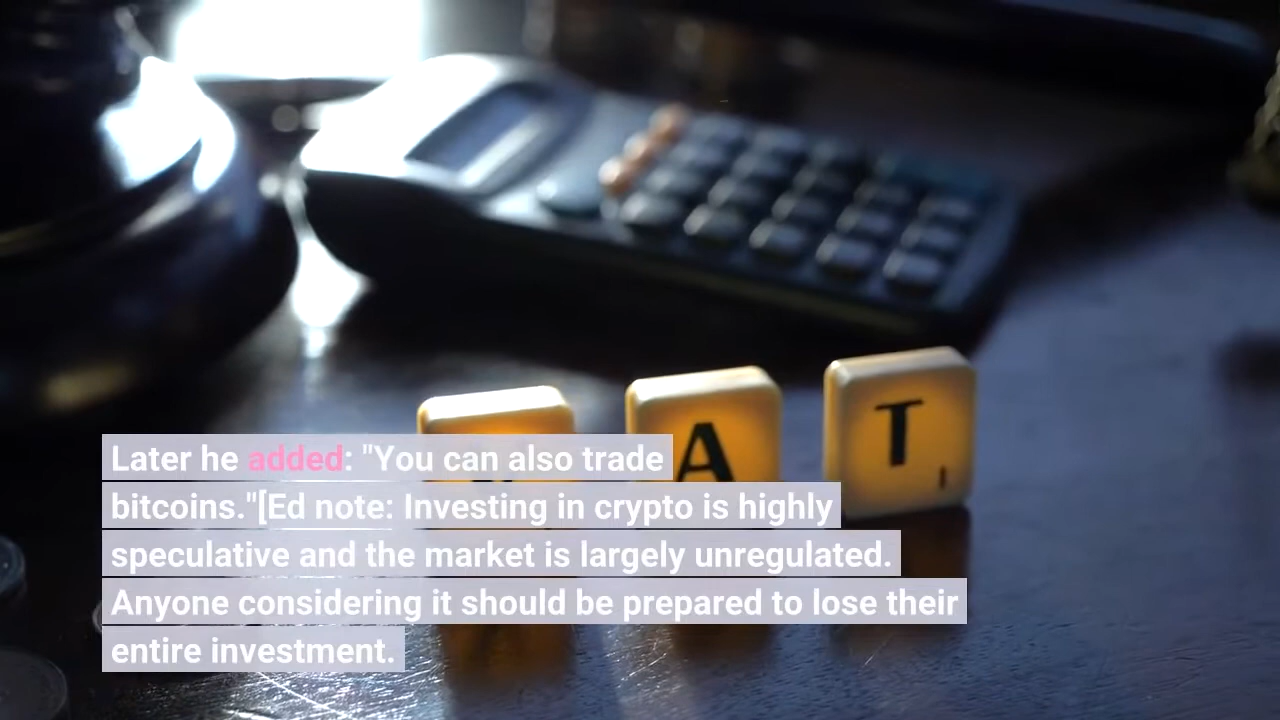 A T
Later he added: "You can also trade
bitcoins."[Ed note: Investing in crypto is highly
speculative and the market is largely unregulated.
Anyone considering it should be prepared to lose their
entire investment.